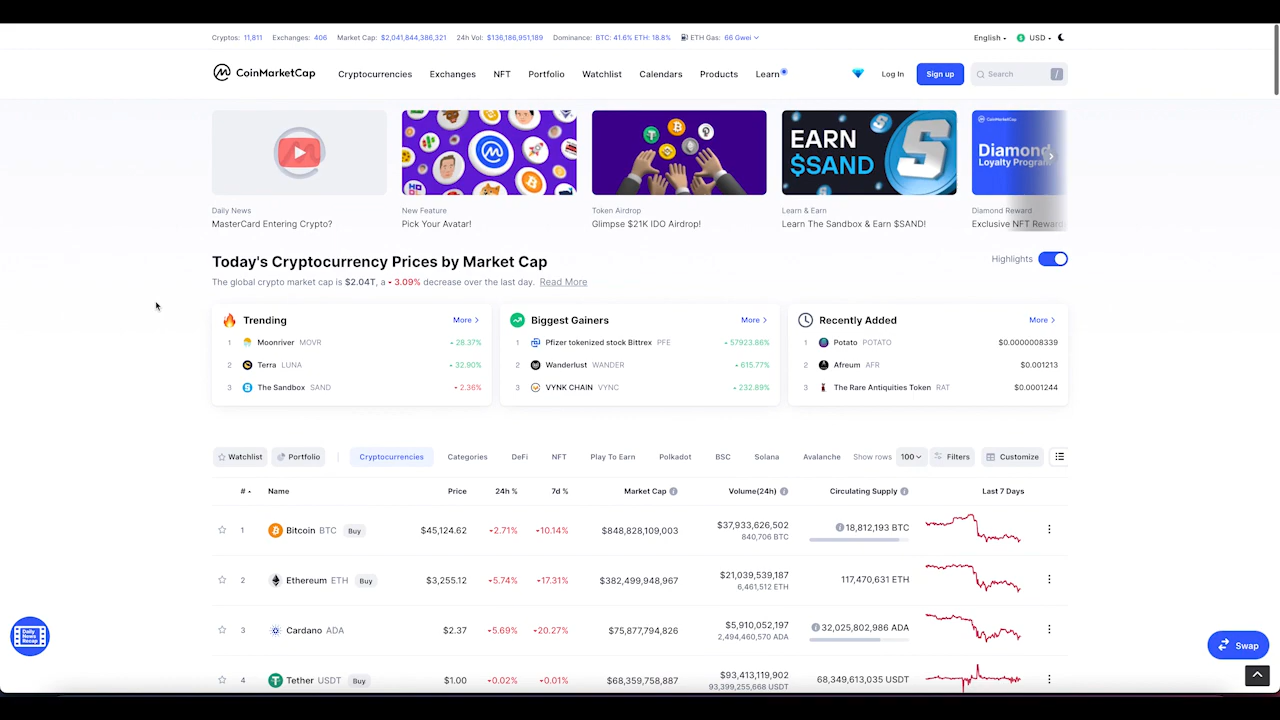 Cryptos: 11,811 Exchanges: 406 Market Cap: $2,041,844,386,321 24h Vol: $136,186,951,189 Dominance: BTC: 41.6% ETH: 18.8% ETH Gas: 66 Gwei English USD
CoinMarketCap Cryptocurrencies Exchanges NFT Portfolio Watchlist Calendars Products Learn Log In Sign up Search /
EARN
$SAND
CoinMarketCap
Diamond
Loyalty Program
Daily News New Feature Token Airdrop Learn & Earn Diamond Reward
MasterCard Entering Crypto? Pick Your Avatar! Glimpse $21K IDO Airdrop! Learn The Sandbox & Earn $SAND! Exclusive NFT Reward
Today's Cryptocurrency Prices by Market Cap Highlights
The global crypto market cap is $2.04T, a 3.09% decrease over the last day. Read More
Trending More Biggest Gainers More Recently Added More
1 Moonriver MOVR 28.37% 1 Pfizer tokenized stock Bittrex PFE 57923.86% 1 Potato POTATO $0.0000008339
2 Terra LUNA 32.90% 2 Wanderlust WANDER 615.77% 2 Afreum AFR $0.001213
3 The Sandbox SAND 2.36% 3 VYNK CHAIN VYNC 232.89% 3 The Rare Antiquities Token RAT $0.0001244
Watchlist Portfolio Cryptocurrencies Categories DeFi NFT Play To Earn Polkadot BSC Solana Avalanche Show rows 100 Filters Customize
# Name Price 24h % 7d % Market Cap Volume(24h) Circulating Supply Last 7 Days
1 Bitcoin BTC Buy $45,124.62 2.71% 10.14% $848,828,109,003 $37,933,626,502 18,812,193 BTC
840,706 BTC
2 Ethereum ETH Buy $3,255.12 5.74% 17.31% $382,499,948,967 $21,039,539,187 117,470,631 ETH
6,461,512 ETH
3 Cardano ADA $2.37 5.69% 20.27% $75,877,794,826 $5,910,052,197 32,025,802,986 ADA
2,494,460,570 ADA
4 Tether USDT Buy $1.00 0.02% 0.01% $68,359,758,887 $93,413,119,902 68,349,613,035 USDT
93,399,255,668 USDT
Daily
News
Recap
Swap